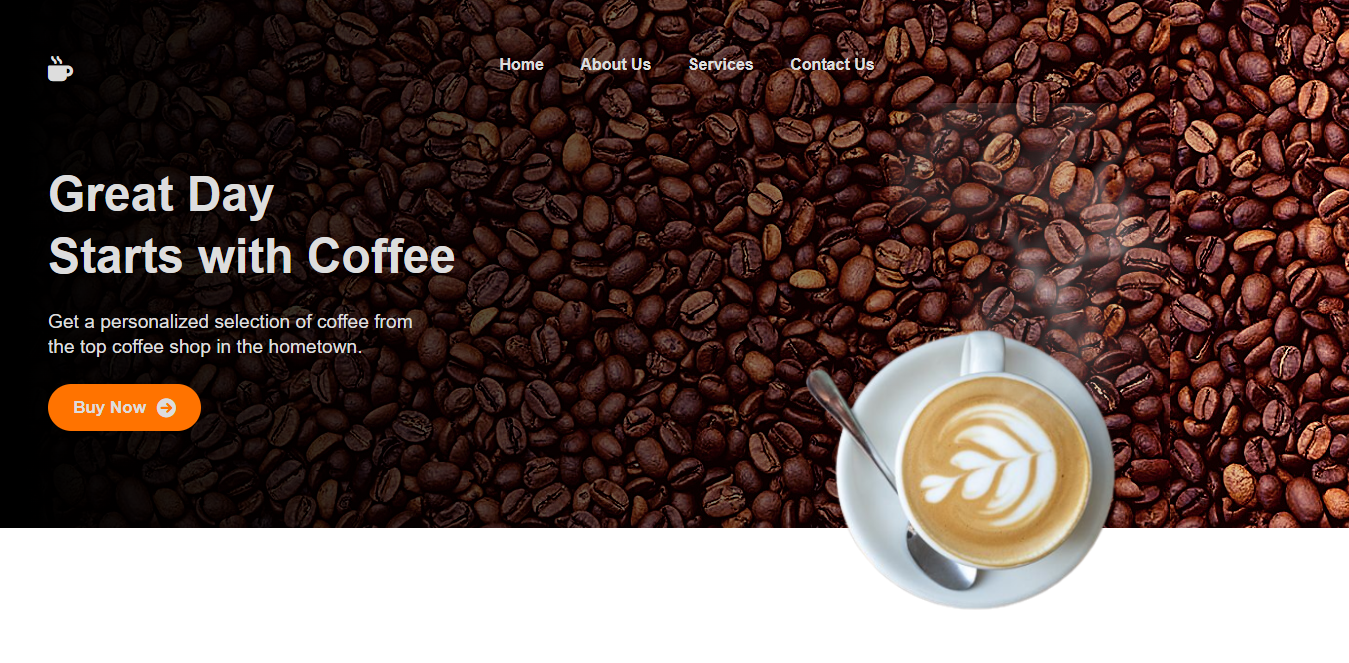 Home About Us Services Contact Us
Great Day
Starts with Coffee
Get a personalized selection of coffee from
the top coffee shop in the hometown.
Buy Now